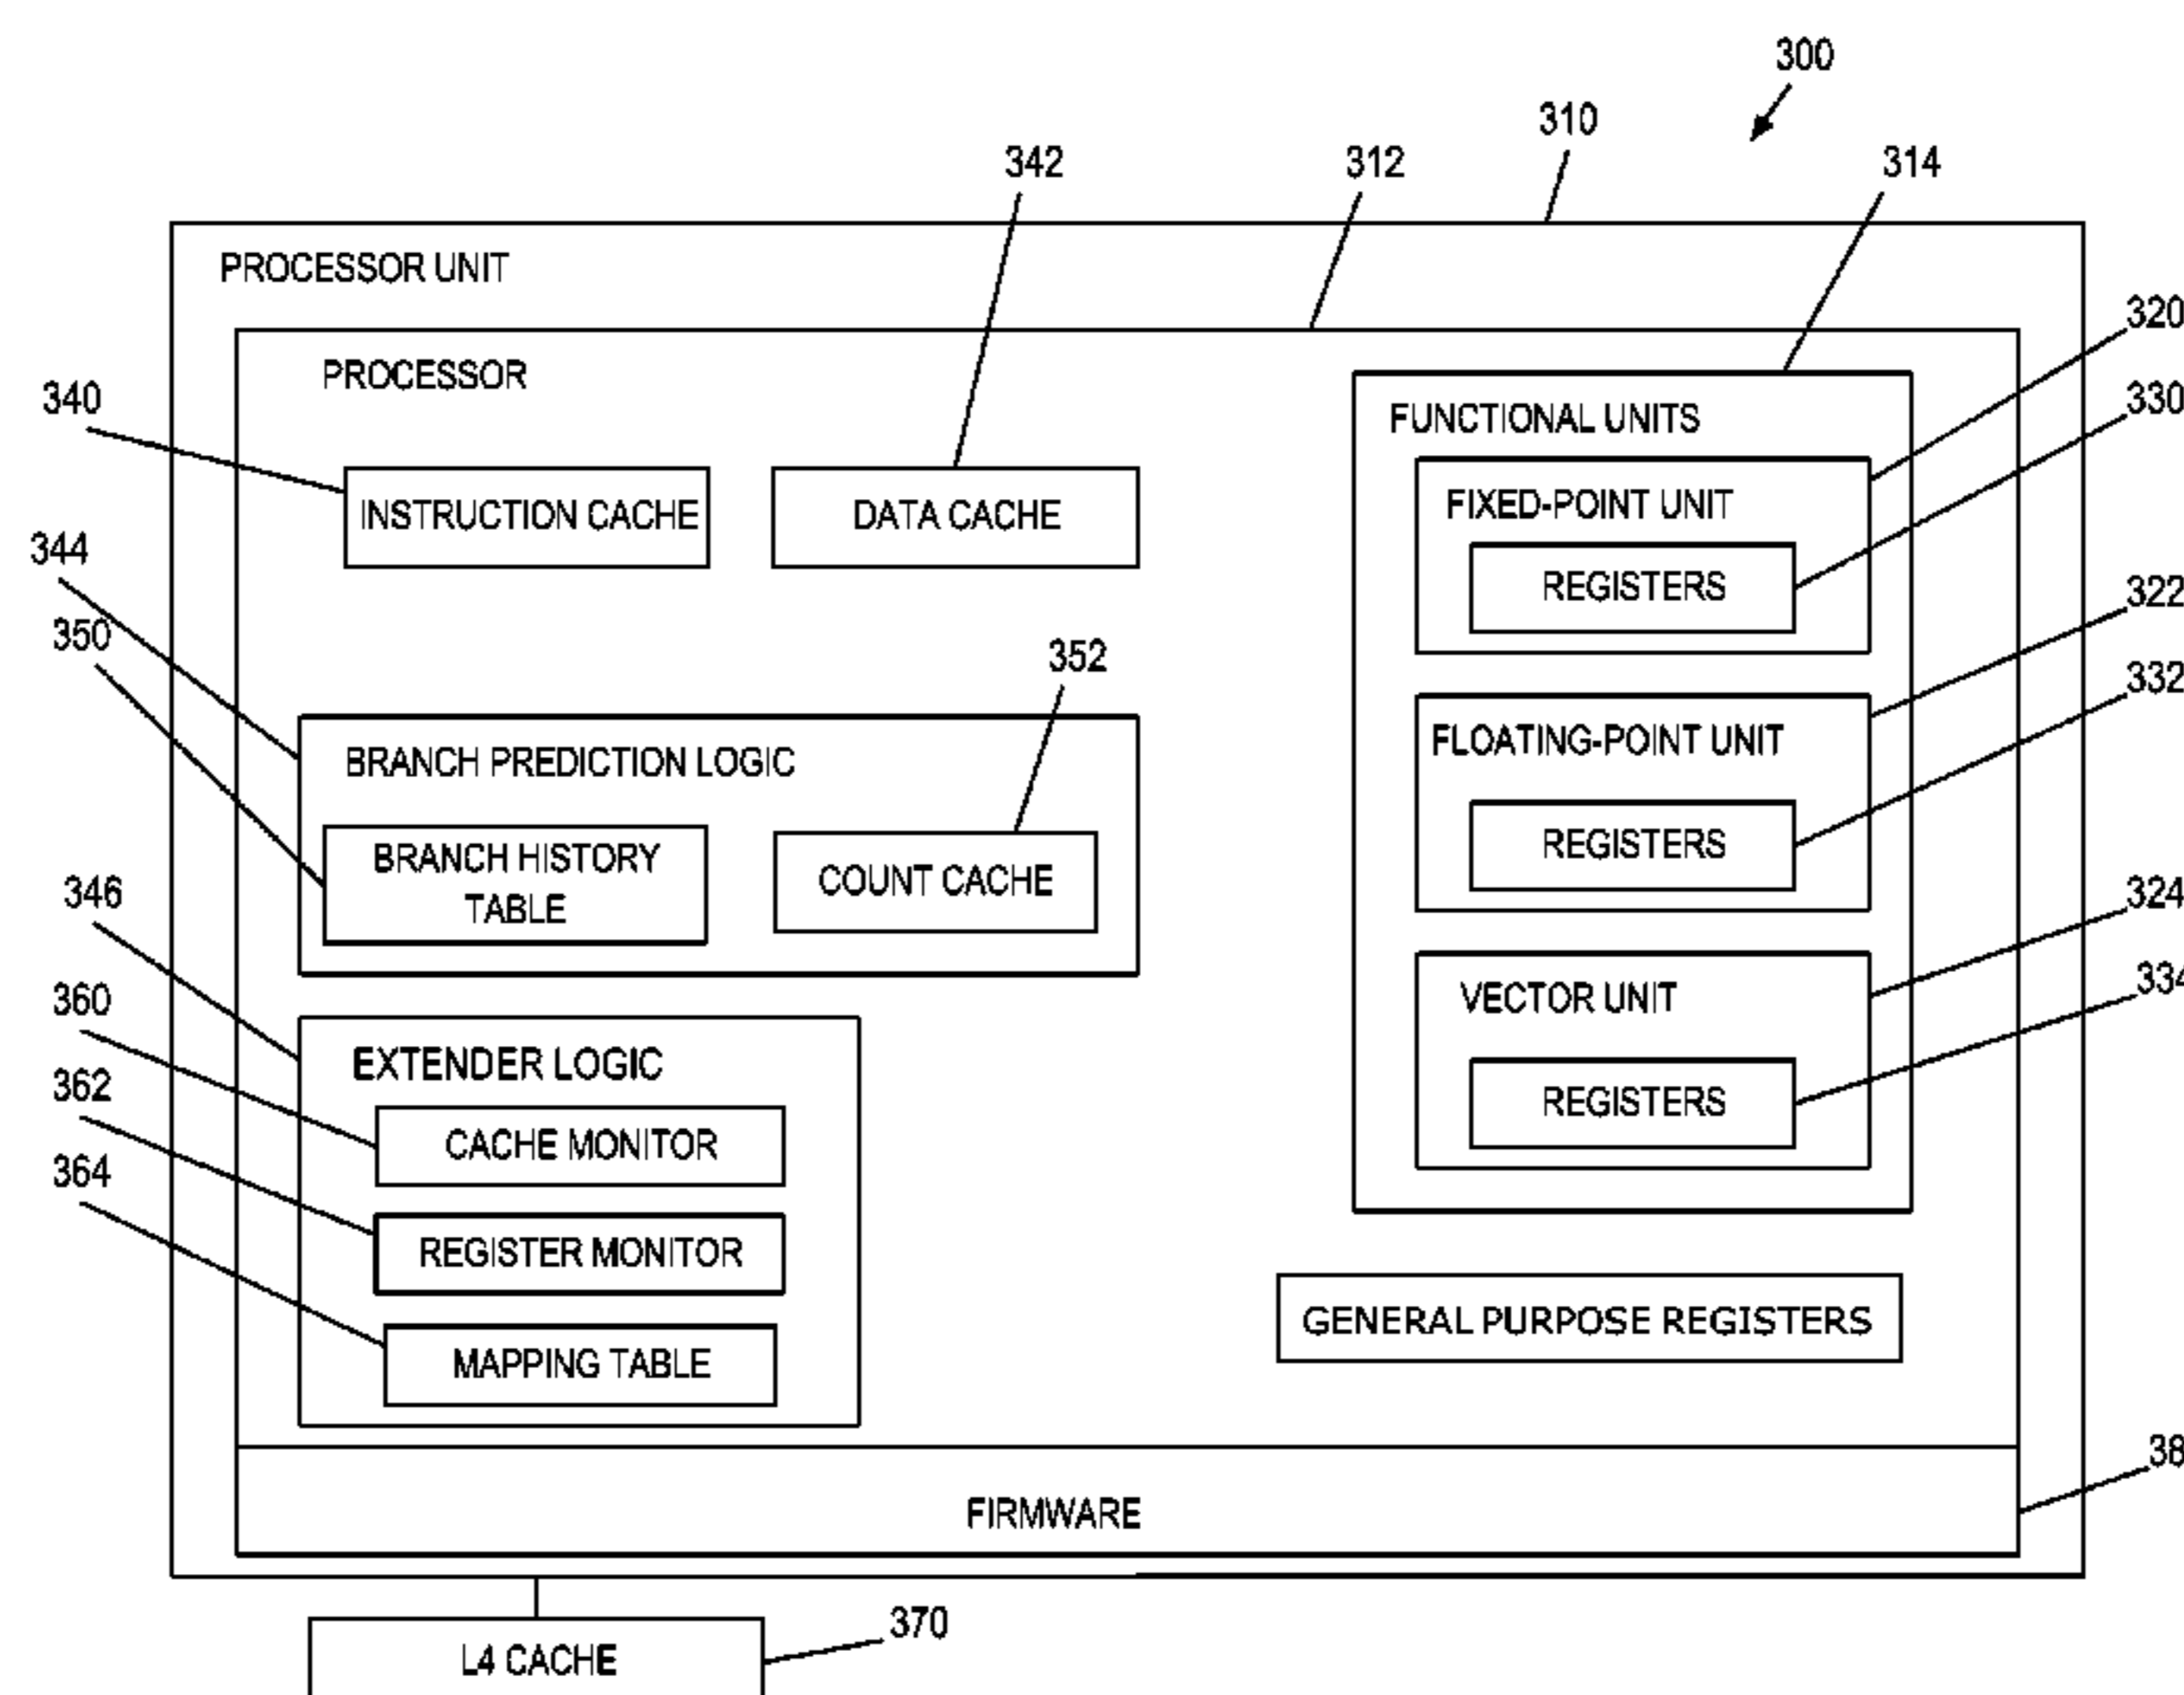 300
310
342
312
314
PROCESSOR UNIT
320
PROCESSOR
340
330
FUNCTIONAL UNITS
INSTRUCTION CACHE
DATA CACHE
FIXED-POINT UNIT
344
REGISTERS
322
350
352
332
BRANCH PREDICTION LOGIC
FLOATING-POINT UNIT
BRANCH HISTORY
TABLE
COUNT CACHE
REGISTERS
346
324
360
VECTOR UNIT
334
EXTENDER LOGIC
362
REGISTERS
CACHE MONITOR
364
REGISTER MONITOR
GENERAL PURPOSE REGISTERS
MAPPING TABLE
38
FIRMWARE
370
L4 CACHE